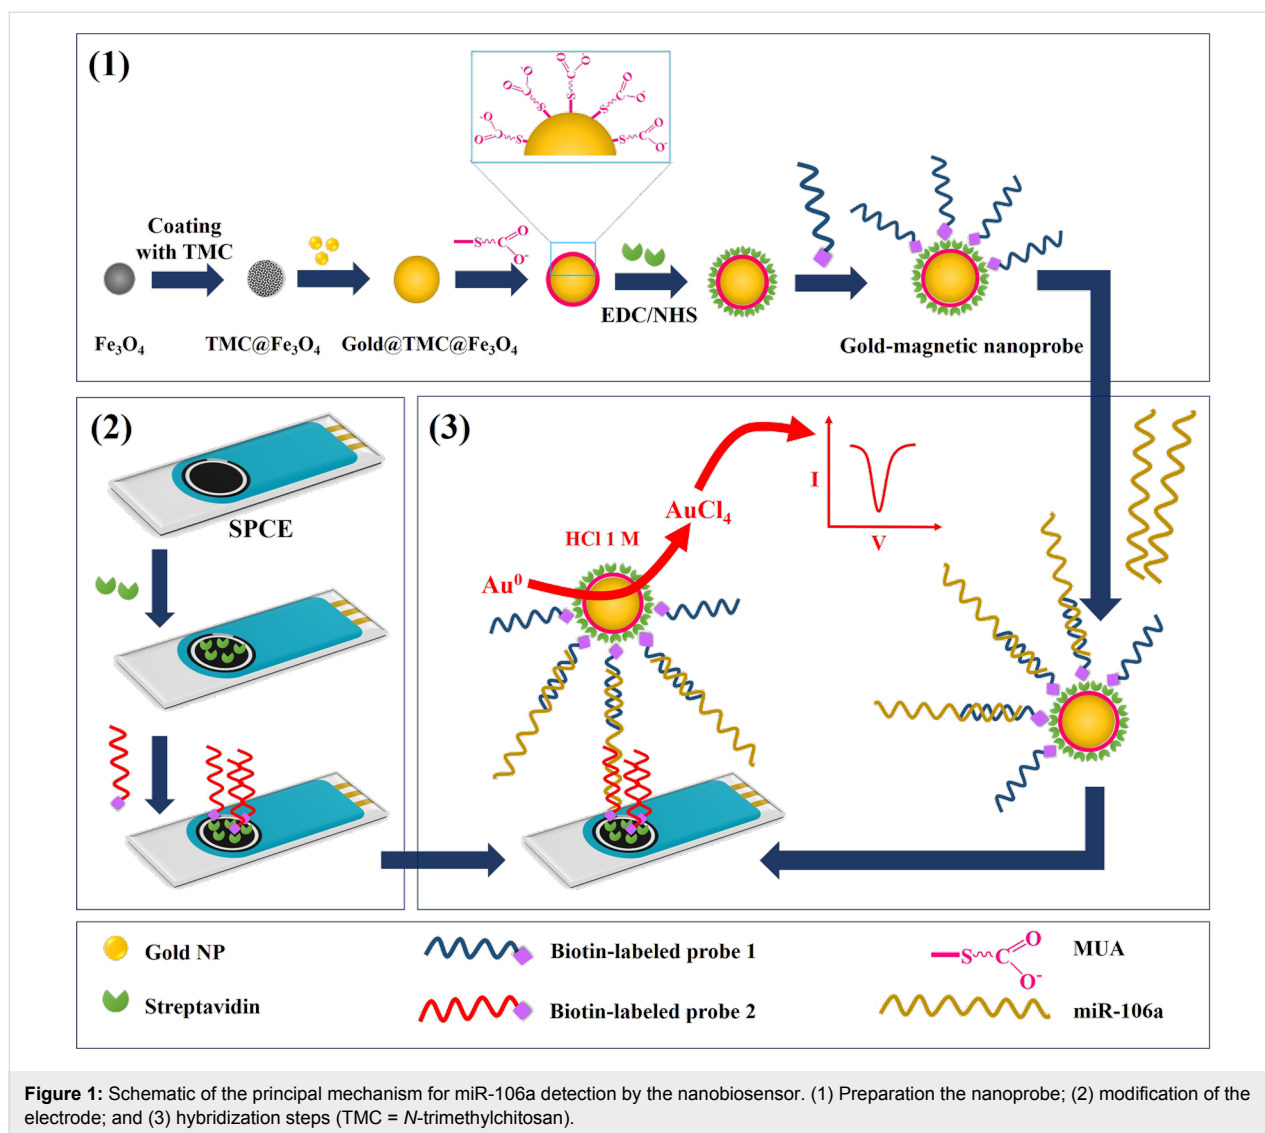 (1)
Coating
with TMC
S C O O-
EDC/NHS
Fe3O4
TMC@Fe3O4
Gold@TMC@Fe3O4
Gold-magnetic nanoprobe
(2)
SPCE
(3)
Au0
HCl 1 M
AuCl4
I
V
Gold NP
Biotin-labeled probe 1
S C O O-
MUA
Streptavidin
Biotin-labeled probe 2
miR-106a
Figure 1: Schematic of the principal mechanism for miR-106a detection by the nanobiosensor. (1) Preparation the nanoprobe; (2) modification of the
electrode; and (3) hybridization steps (TMC = N-trimethylchitosan).